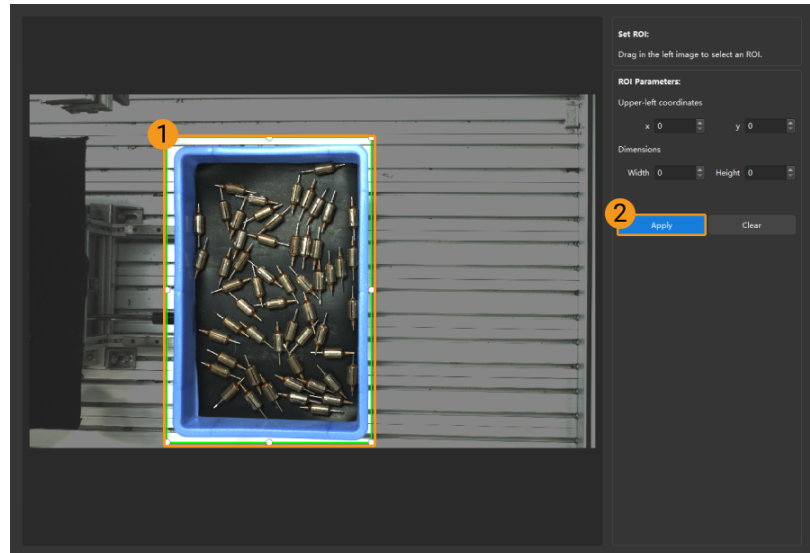 Set ROI:
Drag in the left image to select an ROI.
ROI Parameters:
Upper-left coordinates
x 0 y 0
Dimensions
Width 0 Height 0
1
2
Apply Clear